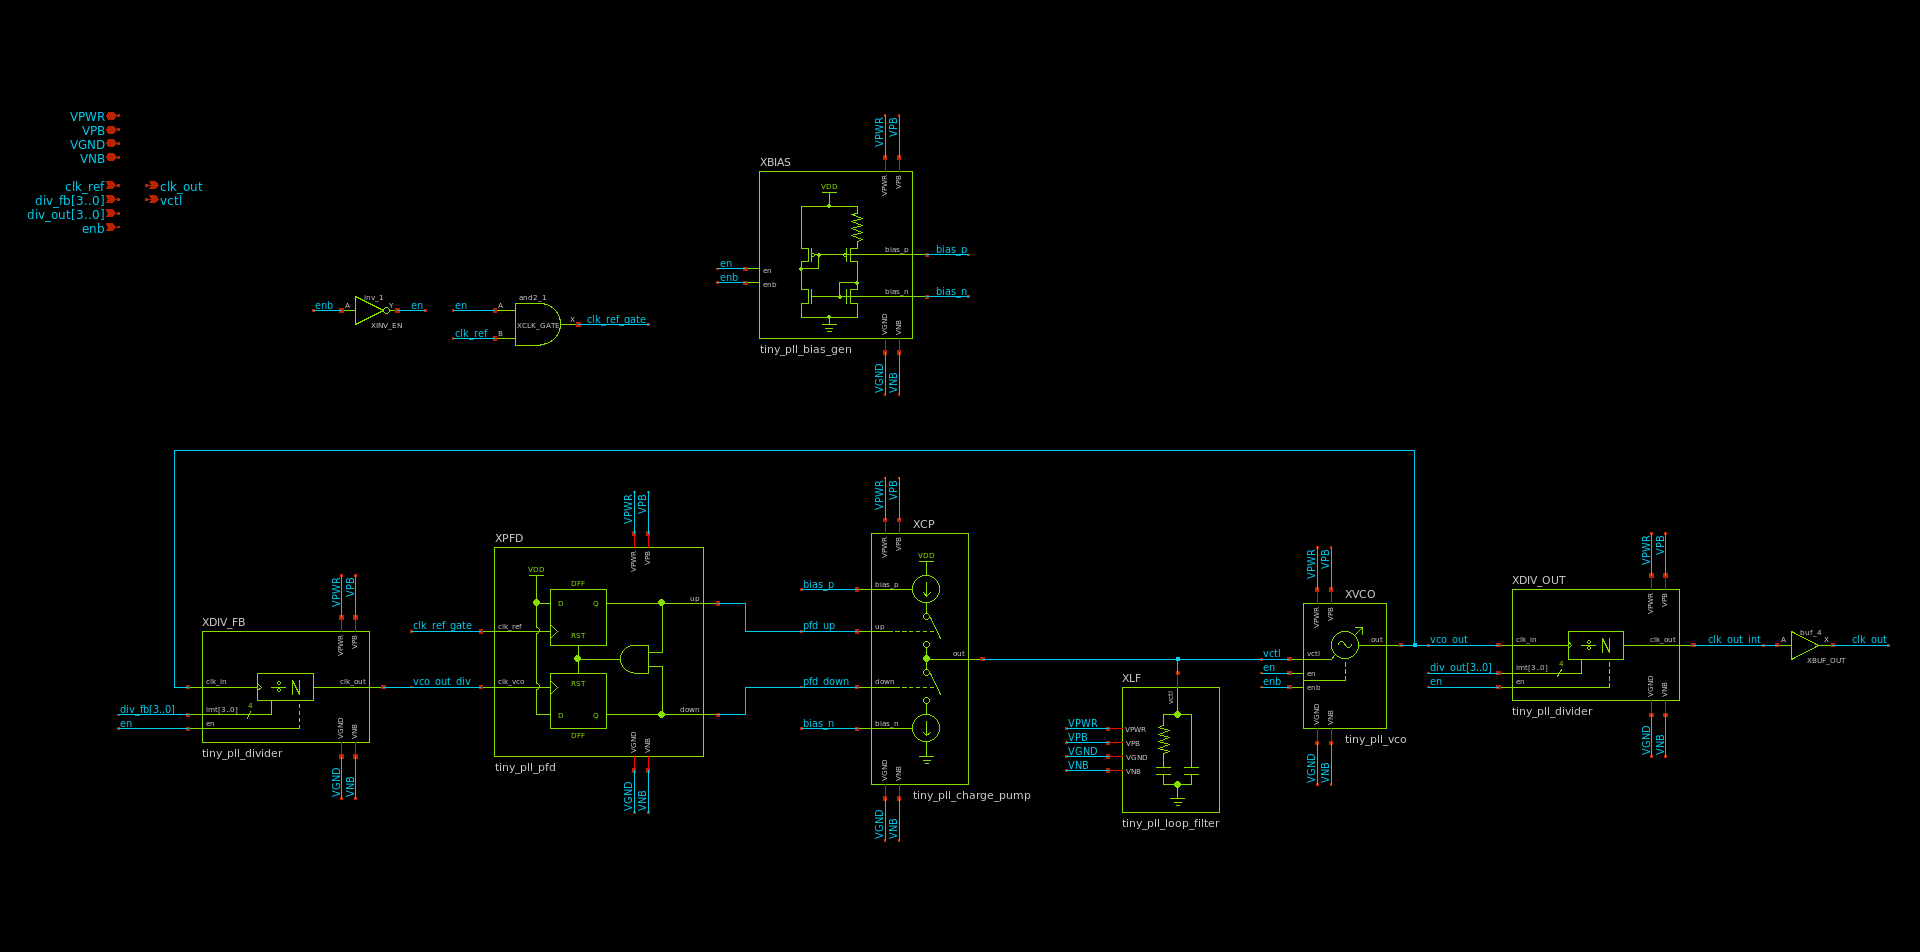 VPWR
VPB
VGND
VNB
clk_ref
div_fb[3..0]
div_out[3..0]
enb
clk_out
vctl
enb
A
inv_1
Y
XINV_EN
en
en
clk_ref
A
B
and2_1
XCLK_GATE
X
clk_ref_gate
XBIAS
VPWR
VPB
VPWR
VPB
VDD
en
enb
en
enb
bias_p
bias_n
bias_p
bias_n
VGND
VNB
VGND
VNB
tiny_pll_bias_gen
XDIV_FB
VPWR
VPB
VPWR
VPB
clk_in
÷ N
clk_out
div_fb[3..0]
en
imt[3..0]
4
en
VGND
VNB
VGND
VNB
tiny_pll_divider
XPFD
VPWR
VPB
VPWR
VPB
VDD
DFF
D
Q
RST
clk_ref_gate
clk_ref
vco_out_div
clk_vco
RST
D
Q
DFF
up
down
VGND
VNB
VGND
VNB
tiny_pll_pfd
XCP
VPWR
VPB
VPWR
VPB
VDD
bias_p
bias_p
pfd_up
up
out
pfd_down
down
bias_n
bias_n
VGND
VNB
VGND
VNB
tiny_pll_charge_pump
XLF
vctl
VPWR
VPB
VGND
VNB
VPWR
VPB
VGND
VNB
tiny_pll_loop_filter
XVCO
VPWR
VPB
VPWR
VPB
vctl
en
enb
vctl
en
enb
out
VGND
VNB
VGND
VNB
tiny_pll_vco
XDIV_OUT
VPWR
VPB
VPWR
VPB
vco_out
div_out[3..0]
en
clk_in
imt[3..0]
en
4
÷ N
clk_out
VGND
VNB
VGND
VNB
tiny_pll_divider
clk_out_int
A
buf_4
X
XBUF_OUT
clk_out